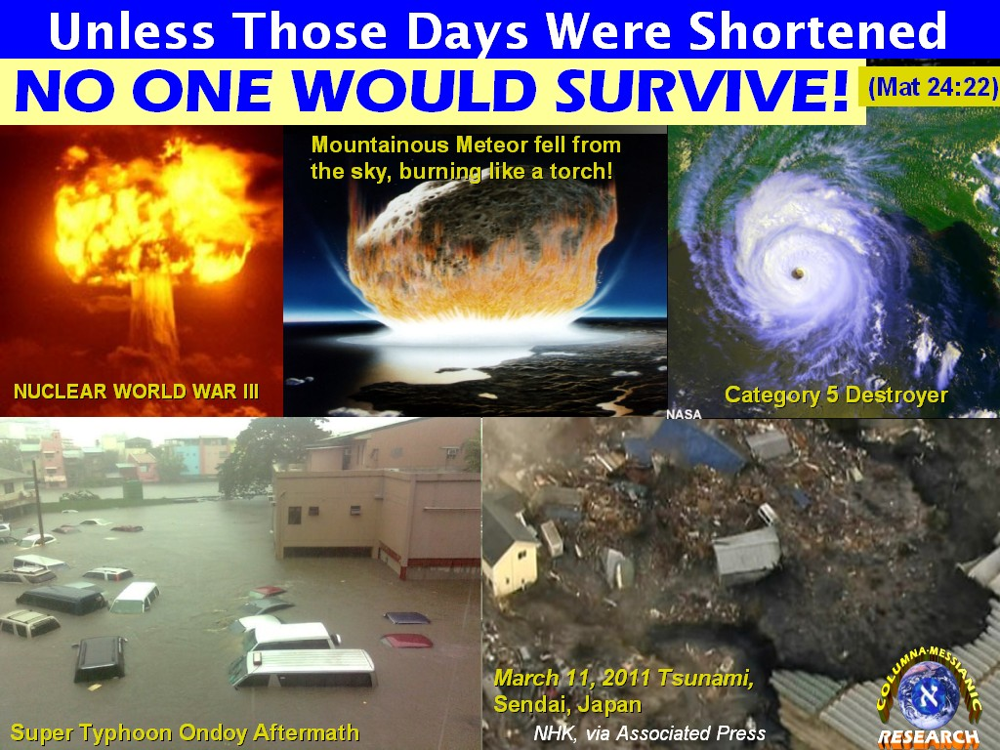 Unless Those Days Were Shortened
NO ONE WOULD SURVIVE!
(Mat 24:22)
Mountainous Meteor fell from
the sky, burning like a torch!
NUCLEAR WORLD WAR III
Category 5 Destroyer
NASA
Super Typhoon Ondoy Aftermath
March 11, 2011 Tsunami,
Sendai, Japan
NHK, via Associated Press
COLUMNA-MESSIANIC
א
RESEARCH